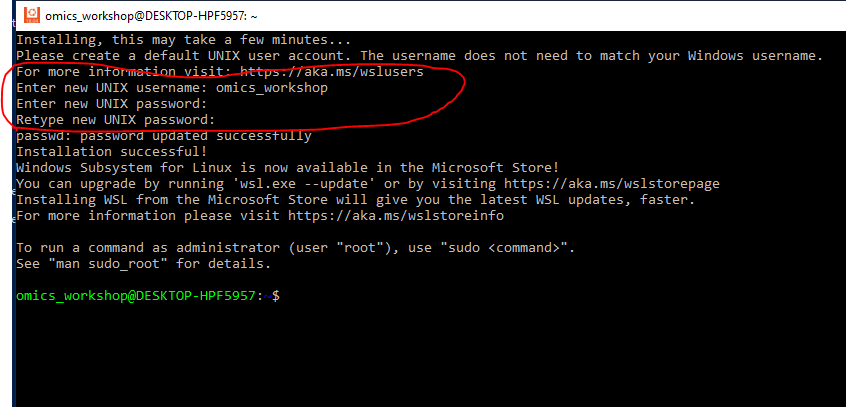 omics_workshop@DESKTOP-HPF5957: ~
Installing, this may take a few minutes...
Please create a default UNIX user account. The username does not need to match your Windows username.
For more information visit: https://aka.ms/wslusers
Enter new UNIX username: omics_workshop
Enter new UNIX password:
Retype new UNIX password:
passwd: password updated successfully
Installation successful!
Windows Subsystem for Linux is now available in the Microsoft Store!
You can upgrade by running 'wsl.exe --update' or by visiting https://aka.ms/wslstorepage
Installing WSL from the Microsoft Store will give you the latest WSL updates, faster.
For more information please visit https://aka.ms/wslstoreinfo
To run a command as administrator (user "root"), use "sudo <command>".
See "man sudo_root" for details.
omics_workshop@DESKTOP-HPF5957:~$